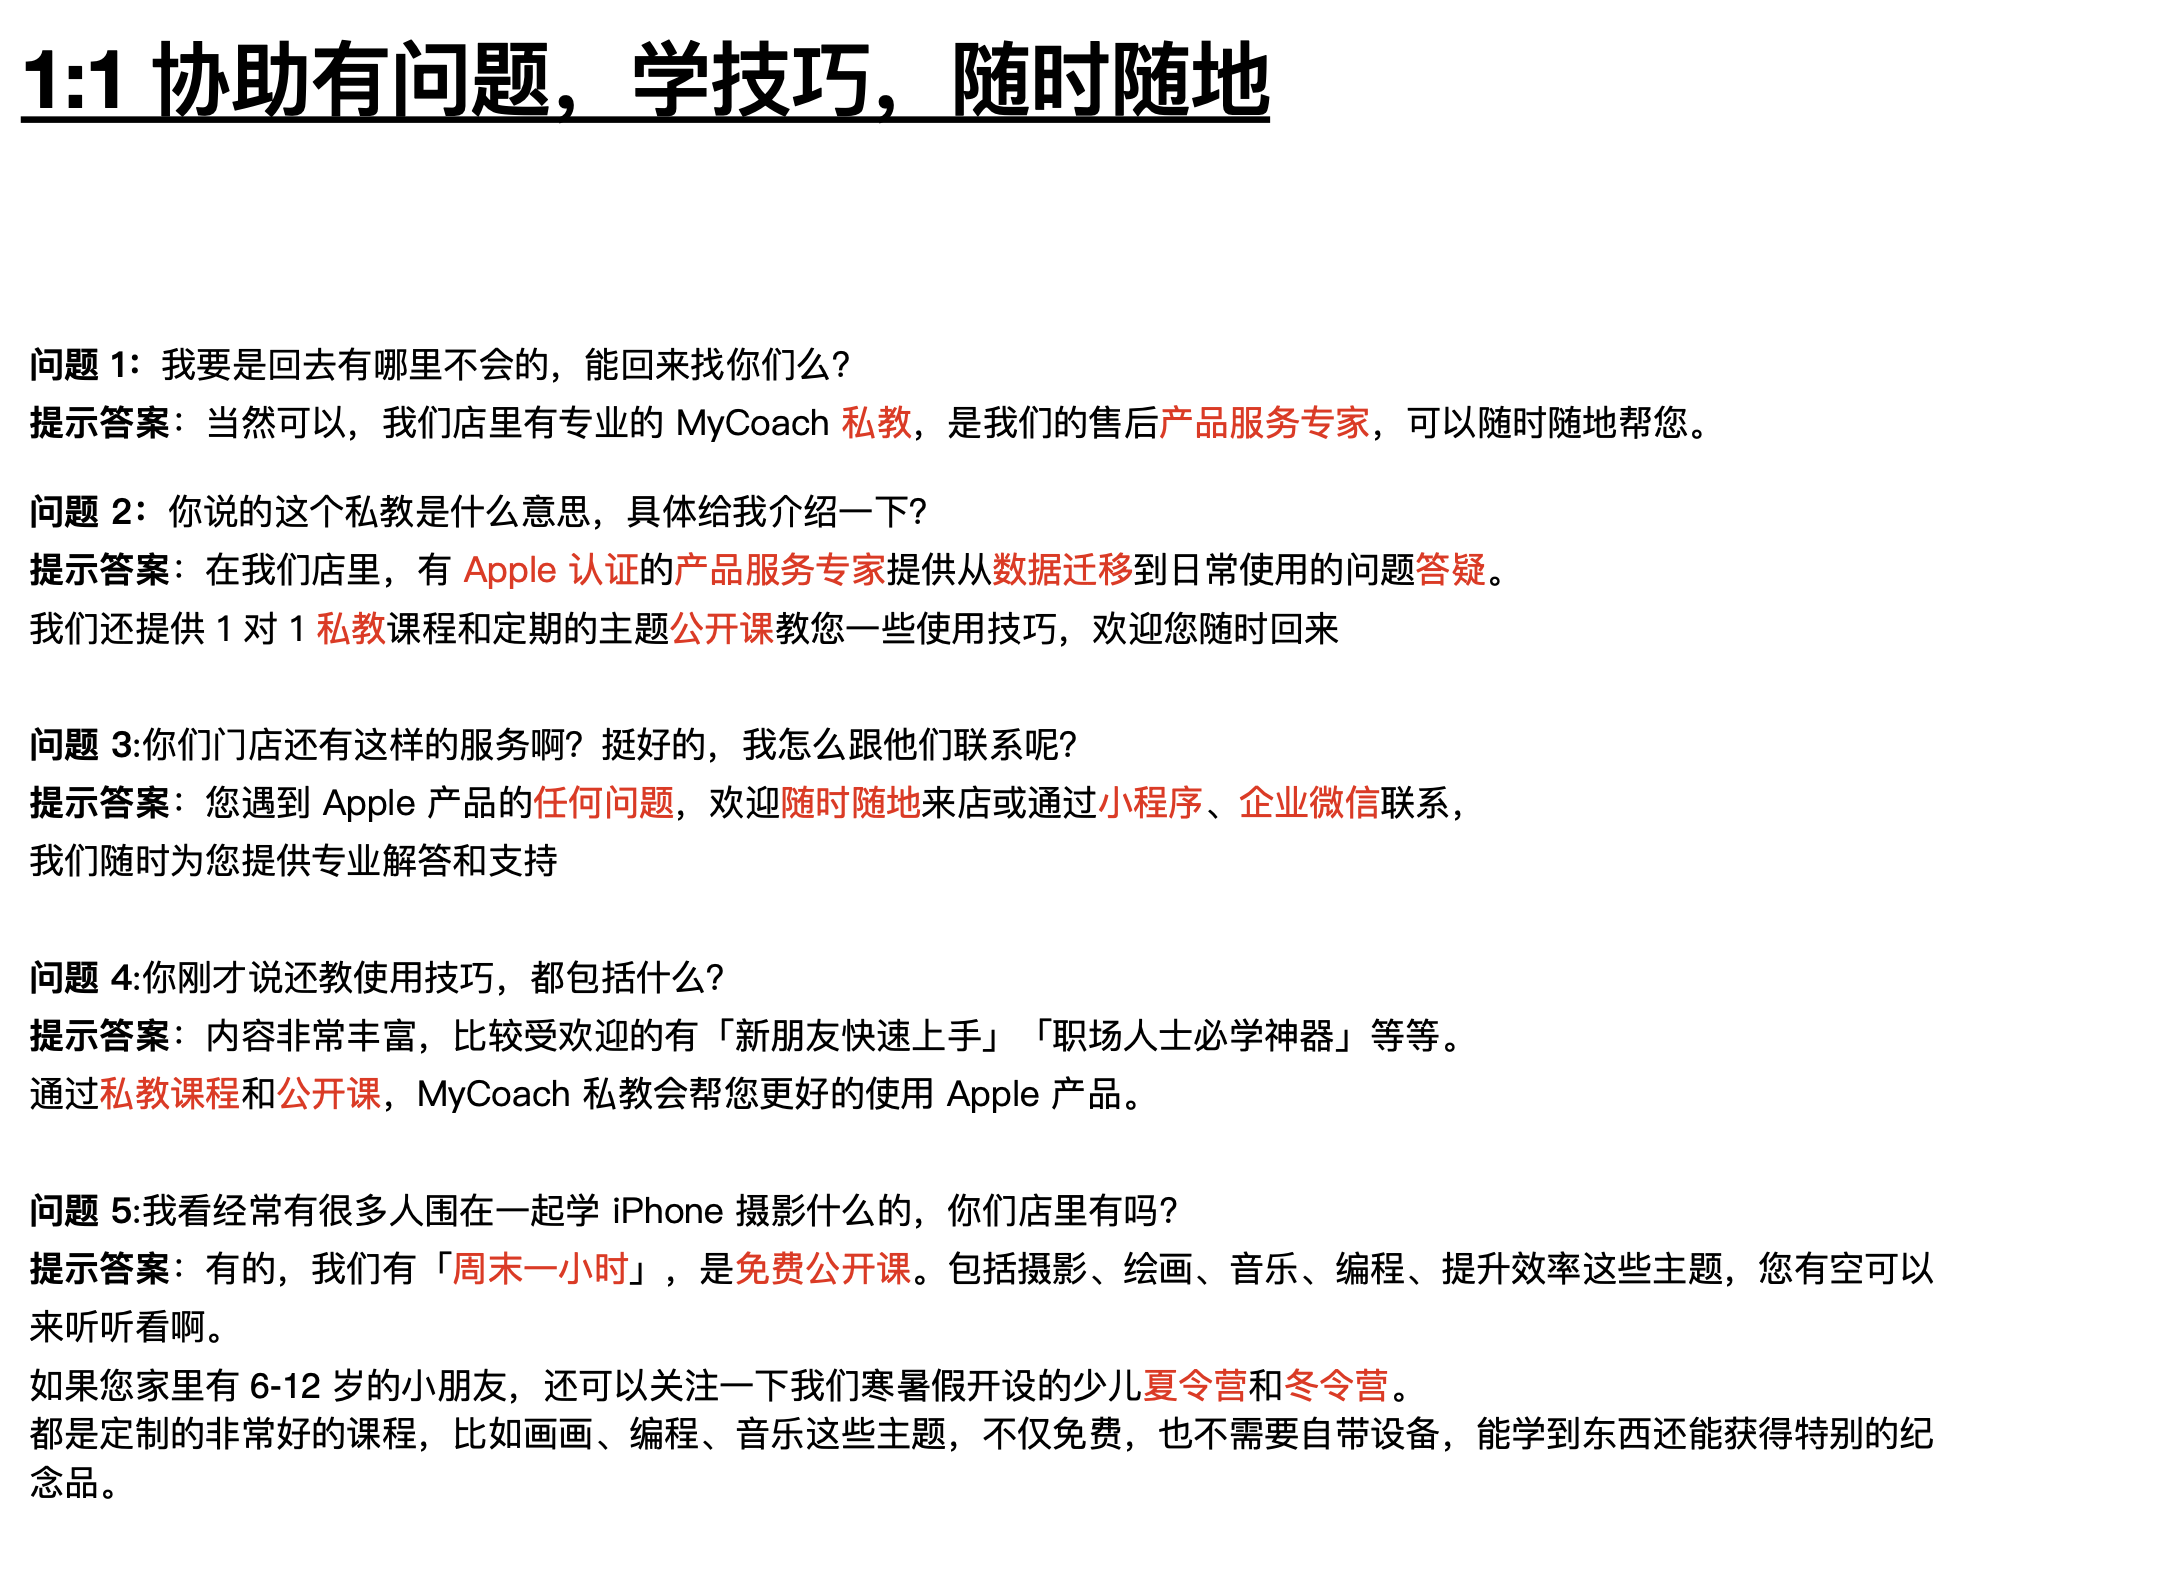 1:1 协助有问题，学技巧，随时随地
问题 1：我要是回去有哪里不会的，能回来找你们么？
提示答案：当然可以，我们店里有专业的 MyCoach 私教，是我们的售后产品服务专家，可以随时随地帮您。
问题 2：你说的这个私教是什么意思，具体给我介绍一下？
提示答案：在我们店里，有 Apple 认证的产品服务专家提供从数据迁移到日常使用的问题答疑。
我们还提供 1 对 1 私教课程和定期的主题公开课教您一些使用技巧，欢迎您随时回来
问题 3:你们门店还有这样的服务啊？挺好的，我怎么跟他们联系呢？
提示答案：您遇到 Apple 产品的任何问题，欢迎随时随地来店或通过小程序、企业微信联系，
我们随时为您提供专业解答和支持
问题 4:你刚才说还教使用技巧，都包括什么？
提示答案：内容非常丰富，比较受欢迎的有「新朋友快速上手」「职场人士必学神器」等等。
通过私教课程和公开课，MyCoach 私教会帮您更好的使用 Apple 产品。
问题 5:我看经常有很多人围在一起学 iPhone 摄影什么的，你们店里有吗？
提示答案：有的，我们有「周末一小时」，是免费公开课。包括摄影、绘画、音乐、编程、提升效率这些主题，您有空可以
来听听看啊。
如果您家里有 6-12 岁的小朋友，还可以关注一下我们寒暑假开设的少儿夏令营和冬令营。
都是定制的非常好的课程，比如画画、编程、音乐这些主题，不仅免费，也不需要自带设备，能学到东西还能获得特别的纪
念品。